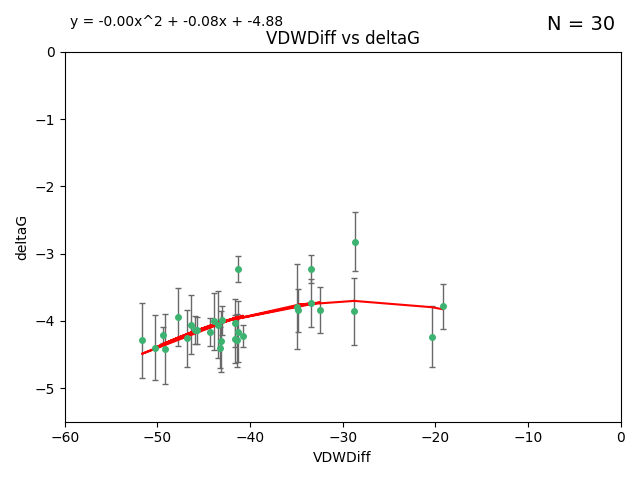 y = -0.00x^2 + -0.08x + -4.88
N = 30
VDWDiff vs deltaG
0
−1
−2
−3
−4
−5
deltaG
−60 −50 −40 −30 −20 −10 0
VDWDiff